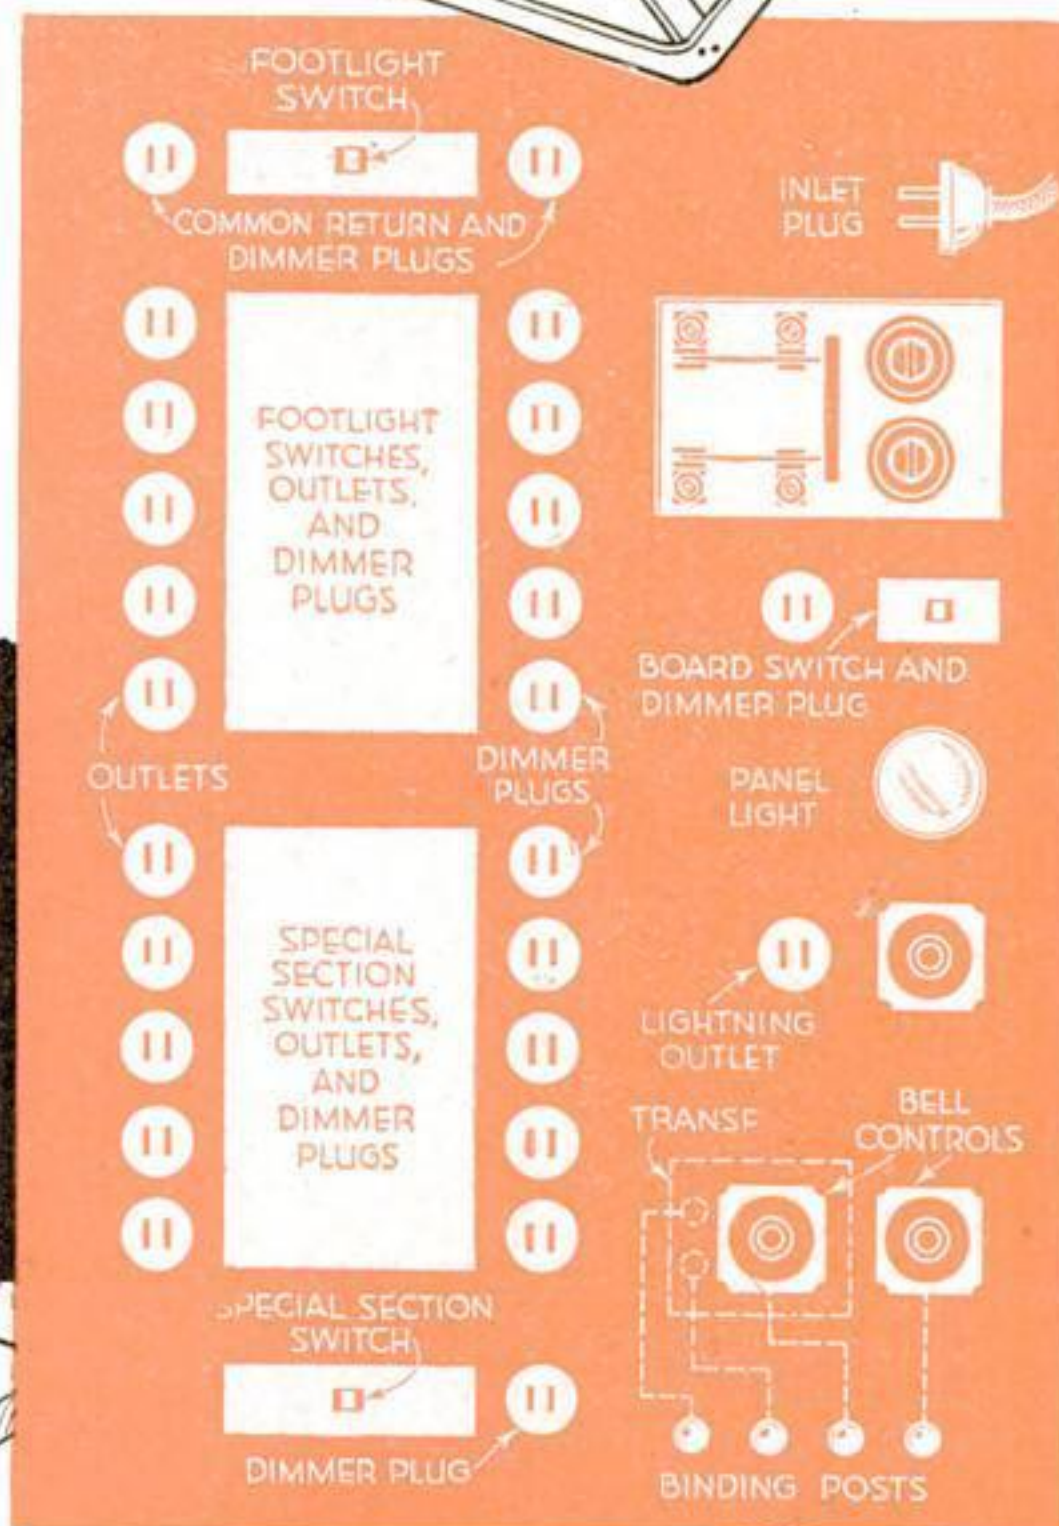 FOOTLIGHT
SWITCH
COMMON RETURN AND
DIMMER PLUGS
INLET
PLUG
FOOTLIGHT
SWITCHES,
OUTLETS,
AND
DIMMER
PLUGS
BOARD SWITCH AND
DIMMER PLUG
OUTLETS
DIMMER
PLUGS
PANEL
LIGHT
SPECIAL
SECTION
SWITCHES,
OUTLETS,
AND
DIMMER
PLUGS
LIGHTNING
OUTLET
TRANSF
BELL
CONTROLS
SPECIAL SECTION
SWITCH
DIMMER PLUG
BINDING POSTS